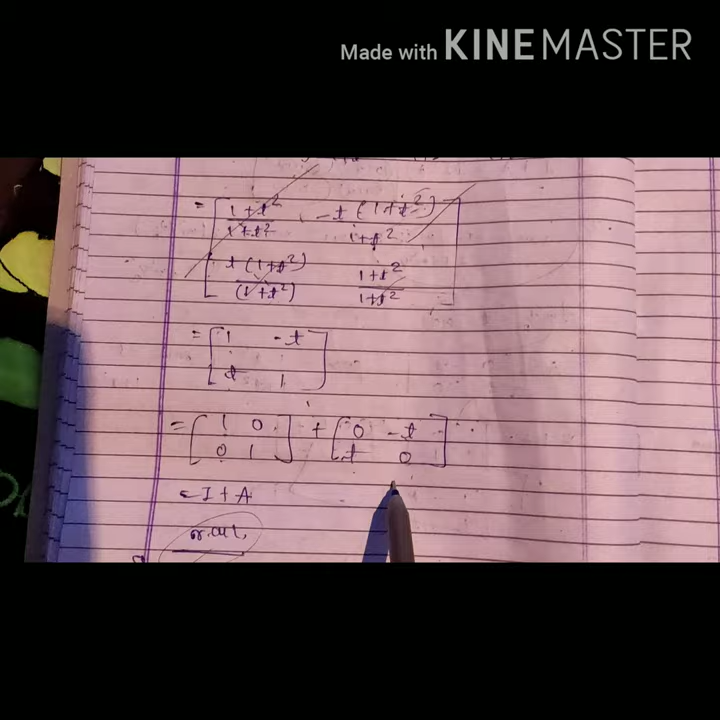 Made with KINEMASTER
= [ (1+t²)/(1+t²)  -t(1+t²)/(1+t²)
t(1+t²)/(1+t²)  (1+t²)/(1+t²) ]
= [ 1  -t
t  1 ]
= [ 1  0  ] + [ 0  -t
0  1 ]  t  0 ]
= I + A